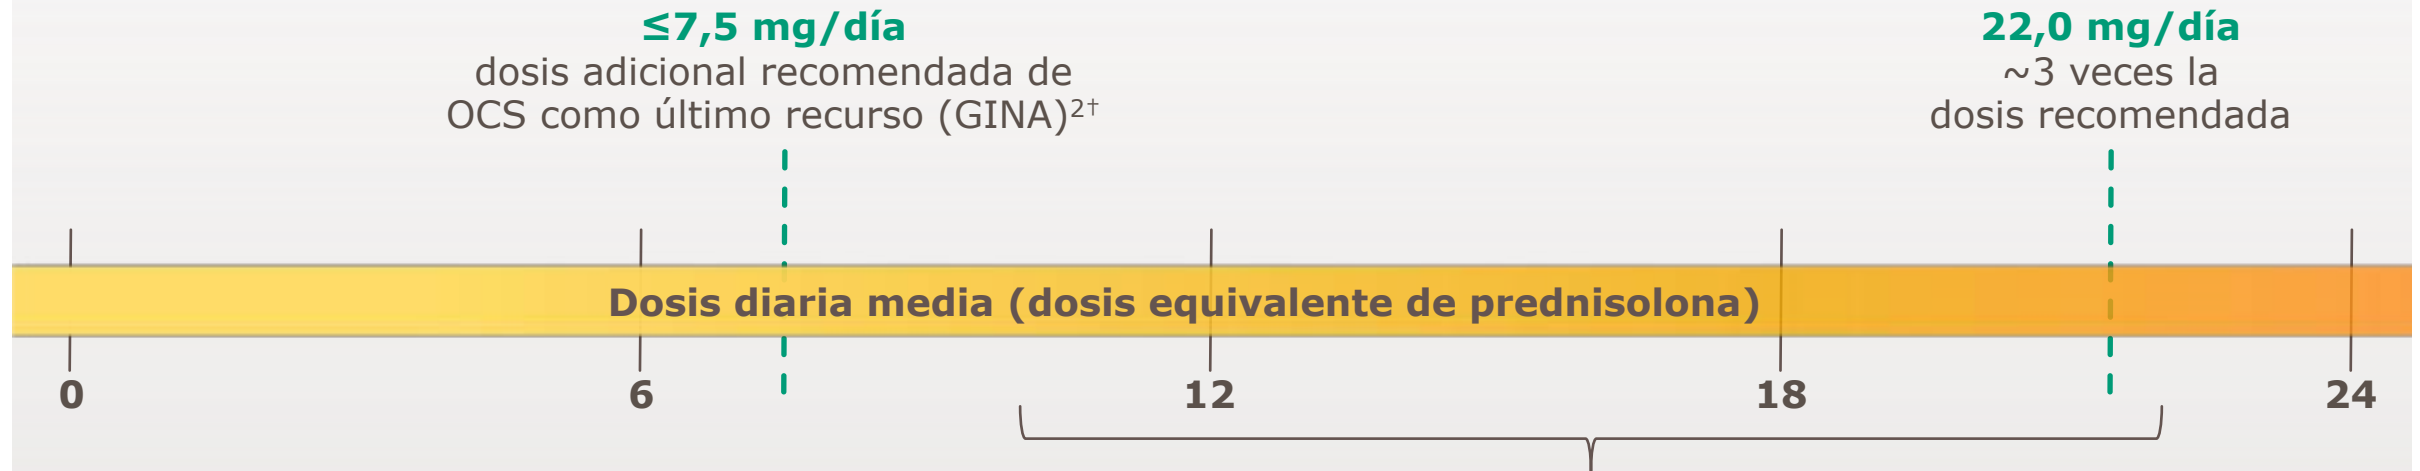 ≤7,5 mg/día
dosis adicional recomendada de
OCS como último recurso (GINA)²†
22,0 mg/día
~3 veces la
dosis recomendada
Dosis diaria media (dosis equivalente de prednisolona)
0 6 12 18 24